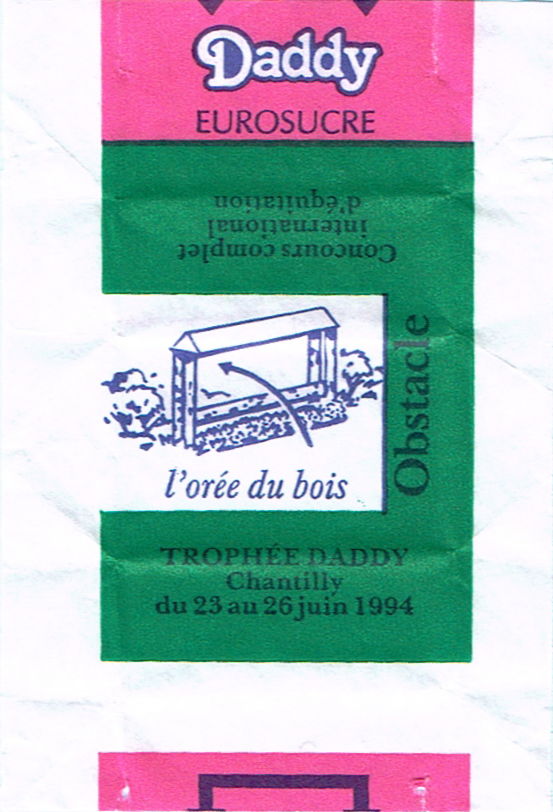 Daddy
EUROSUCRE
Concours complet
international
d'équitation
Obstacle
l'orée du bois
TROPHÉE DADDY
Chantilly
du 23 au 26 juin 1994